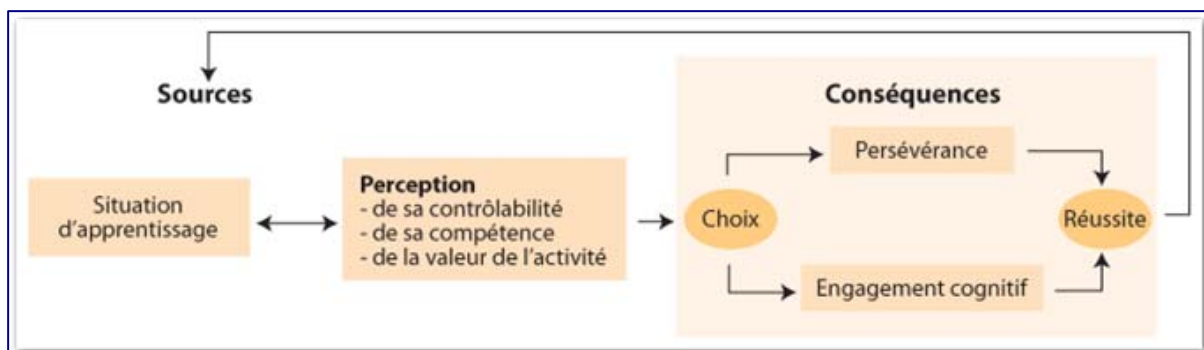 Sources
Conséquences
Situation
d'apprentissage
Perception
- de sa contrôlabilité
- de sa compétence
- de la valeur de l'activité
Choix
Persévérance
Engagement cognitif
Réussite